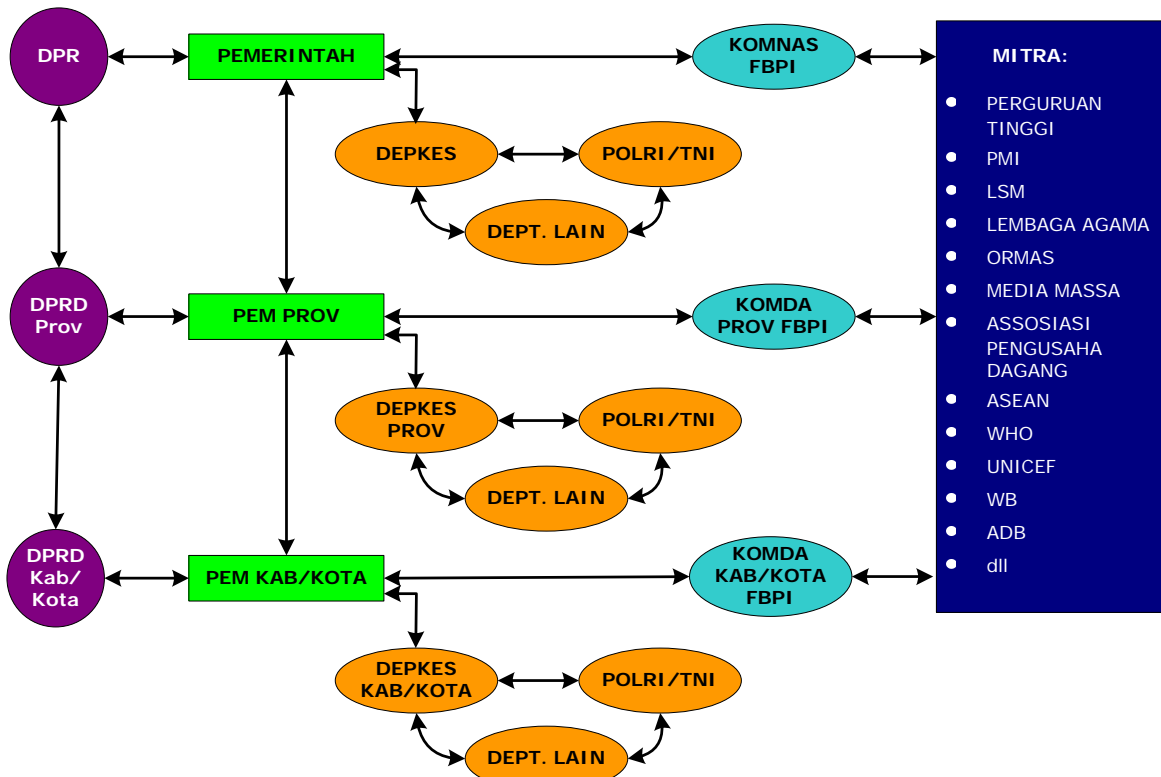 DPR
PEMERINTAH
KOMNAS
FBPI
DEPKES
POLRI/TNI
DEPT. LAIN
DPRD
Prov
PEM PROV
KOMDA
PROV FBPI
DEPKES
PROV
POLRI/TNI
DEPT. LAIN
DPRD
Kab/
Kota
PEM KAB/KOTA
KOMDA
KAB/KOTA
FBPI
DEPKES
KAB/KOTA
POLRI/TNI
DEPT. LAIN
MITRA:
• PERGURUAN
TINGGI
• PMI
• LSM
• LEMBAGA AGAMA
• ORMAS
• MEDIA MASSA
• ASSOSIASI
PENGUSAHA
DAGANG
• ASEAN
• WHO
• UNICEF
• WB
• ADB
• dll